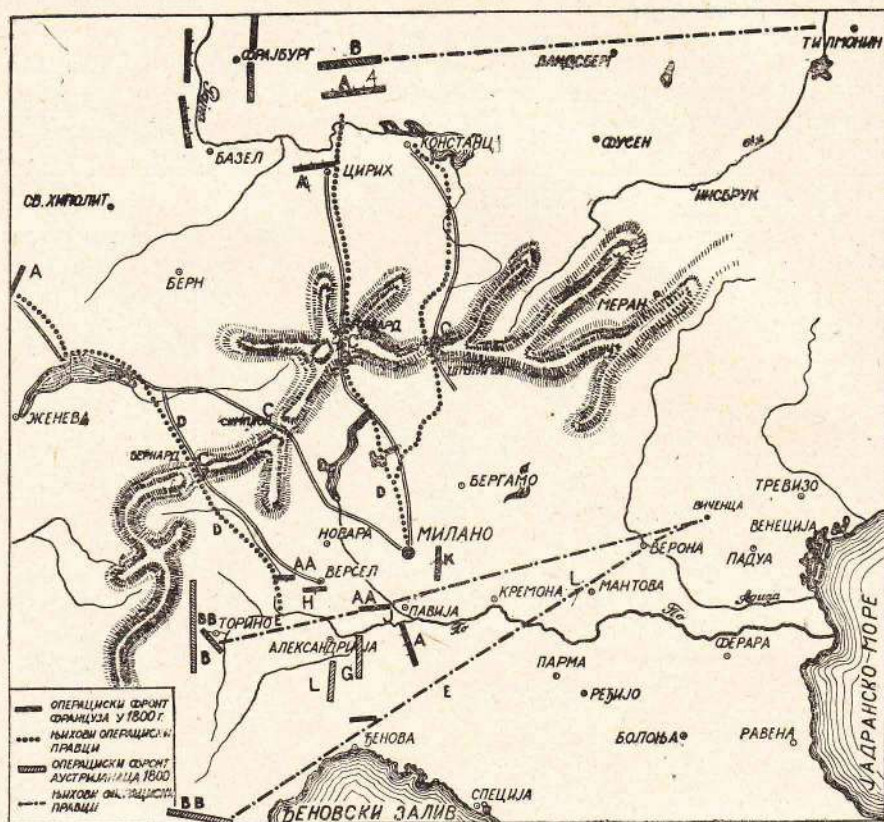 ФРАЈБУРГ
B
A
4
ЛАНДСБЕРГ
БАЗЕЛ
A
ЦИРИХ
КОНСТАНЦ
ФУСЕН
СВ. ХИПОЛИТ
ИНСБРУК
A
БЕРН
МЕРАН
C
C
C
ЖЕНЕВА
D
БЕРНАРД
D
D
БЕРГАМО
ТРЕВИЗО
ВИЧЕНЦА
ВЕНЕЦИЈА
НОВАРА
МИЛАНО
K
ВЕРОНА
ПАДУА
AA
ВЕРСЕЛ
H
AA
ПАВИЈА
КРЕМОНА
L
МАНТОВА
Адижа
E
BB
ТОРИНО
B
АЛЕКСАНДРИЈА
A
По
По
ФЕРАРА
L
G
E
ПАРМА
РЕЂИЈО
БОЛОЊА
РАВЕНА
ЈАДРАНСКО-МОРЕ
ЂЕНОВА
BB
ЂЕНОВСКИ ЗАЛИВ
СПЕЦИЈА
ОПЕРАЦИСКИ ФРОНТ
ФРАНЦУЗА У 1800 Г.
ЊИХОВИ ОПЕРАЦИСКИ
ПРАВЦИ
ОПЕРАЦИСКИ ФРОНТ
АУСТРИЈАНАЦА 1800
ЊИХОВИ ОПЕРАЦИСКИ
ПРАВЦИ